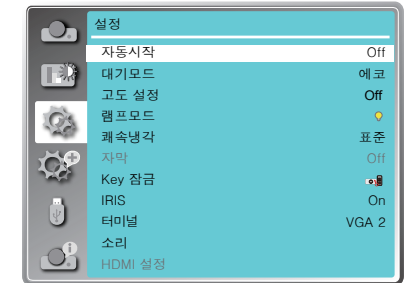 설정
자동시작 Off
대기모드 에코
고도 설정 Off
램프모드
쾌속냉각 표준
자막 Off
Key 잠금
IRIS On
터미널 VGA 2
소리
HDMI 설정